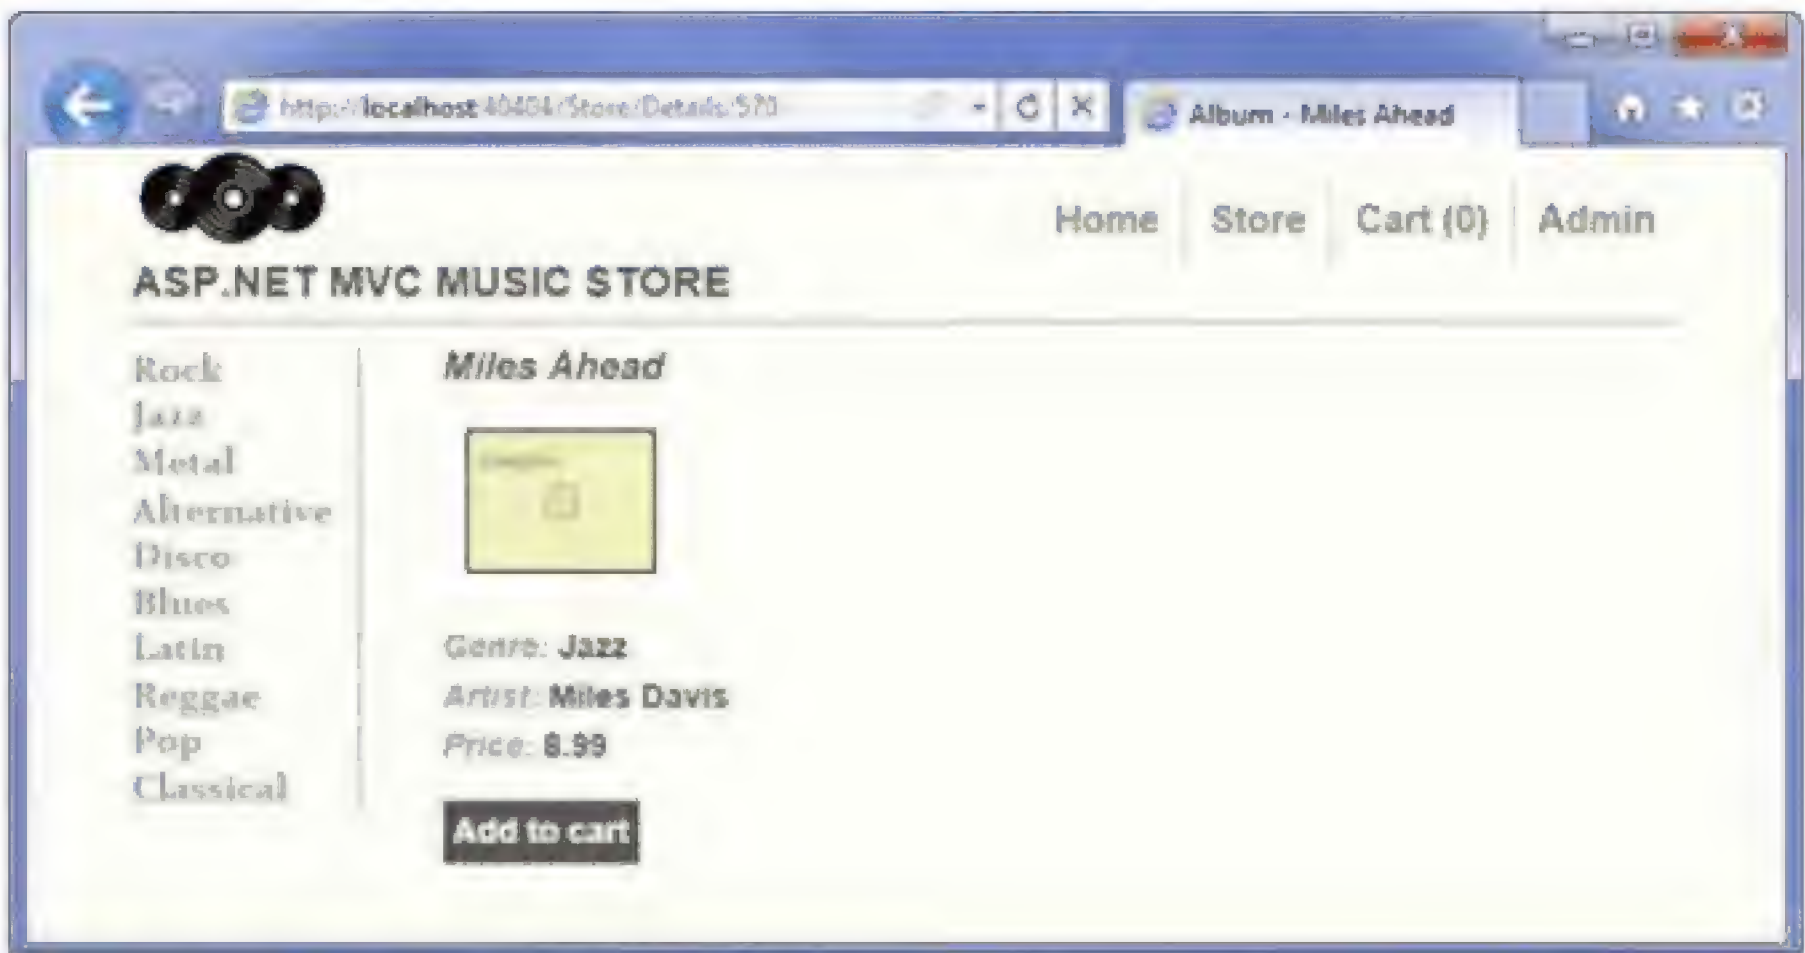 http://localhost:40404/Store/Details/570
Album - Miles Ahead
Home Store Cart (0) Admin
ASP.NET MVC MUSIC STORE
Rock
Jazz
Metal
Alternative
Disco
Blues
Latin
Reggae
Pop
Classical
Miles Ahead
Genre: Jazz
Artist: Miles Davis
Price: 8.99
Add to cart